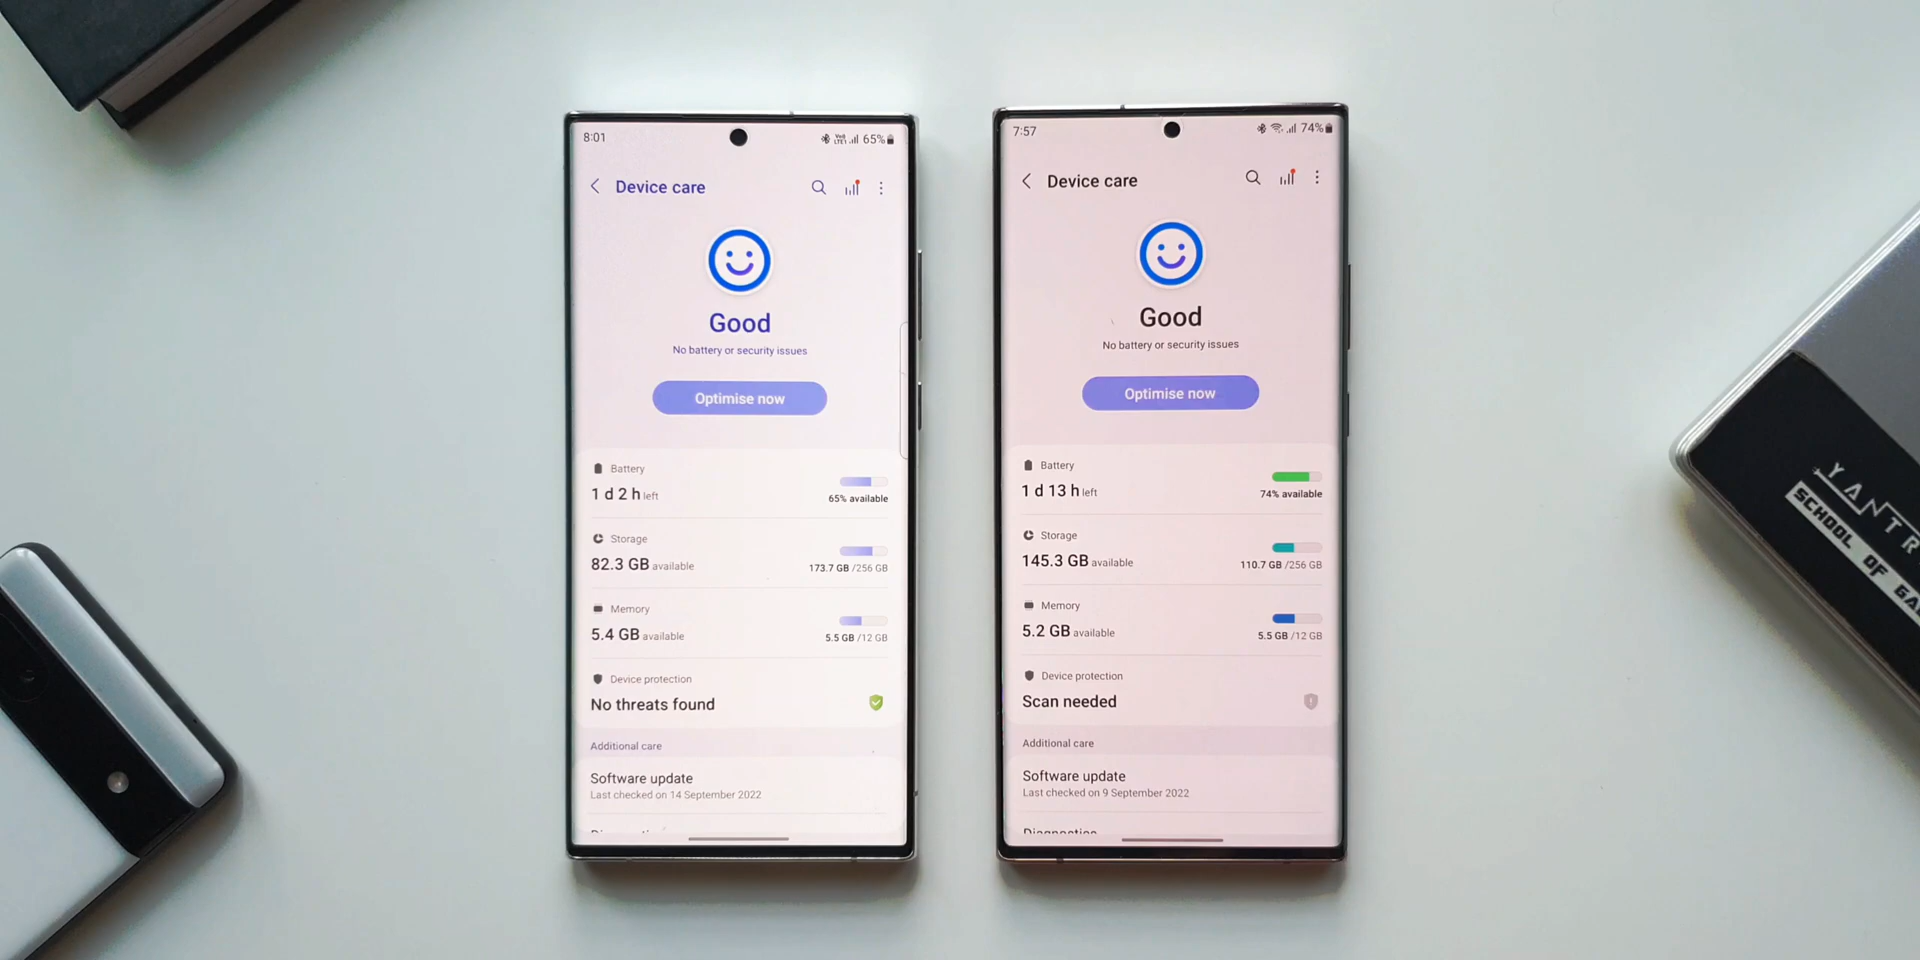 8:01
VoI LTE1 65%
Device care
Good
No battery or security issues
Optimise now
Battery
1 d 2 h left
65% available
Storage
82.3 GB available
173.7 GB /256 GB
Memory
5.4 GB available
5.5 GB /12 GB
Device protection
No threats found
Additional care
Software update
Last checked on 14 September 2022
7:57
74%
Device care
Good
No battery or security issues
Optimise now
Battery
1 d 13 h left
74% available
Storage
145.3 GB available
110.7 GB /256 GB
Memory
5.2 GB available
5.5 GB /12 GB
Device protection
Scan needed
Additional care
Software update
Last checked on 9 September 2022
Diagnostics
YANTR
SCHOOL OF GA